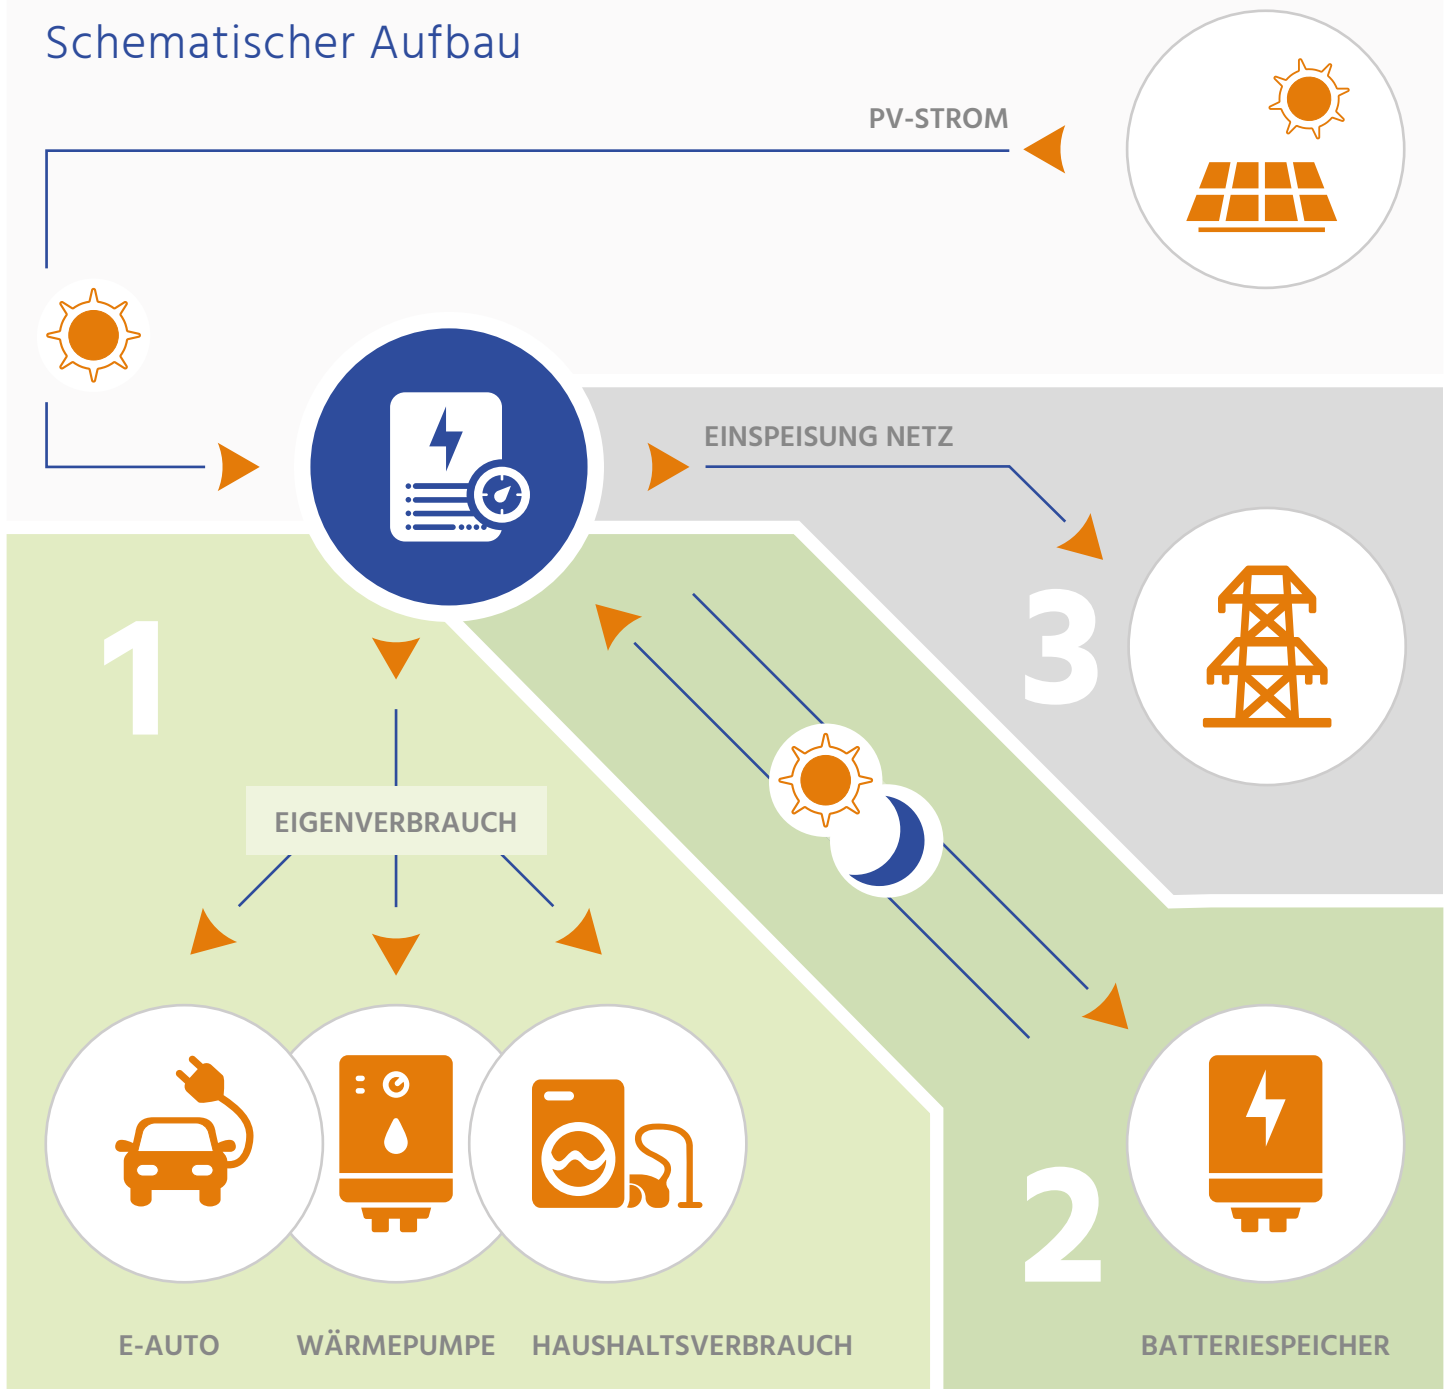 Schematischer Aufbau
PV-STROM
EINSPEISUNG NETZ
1
3
EIGENVERBRAUCH
2
E-AUTO
WÄRMEPUMPE
HAUSHALTSVERBRAUCH
BATTERIESPEICHER